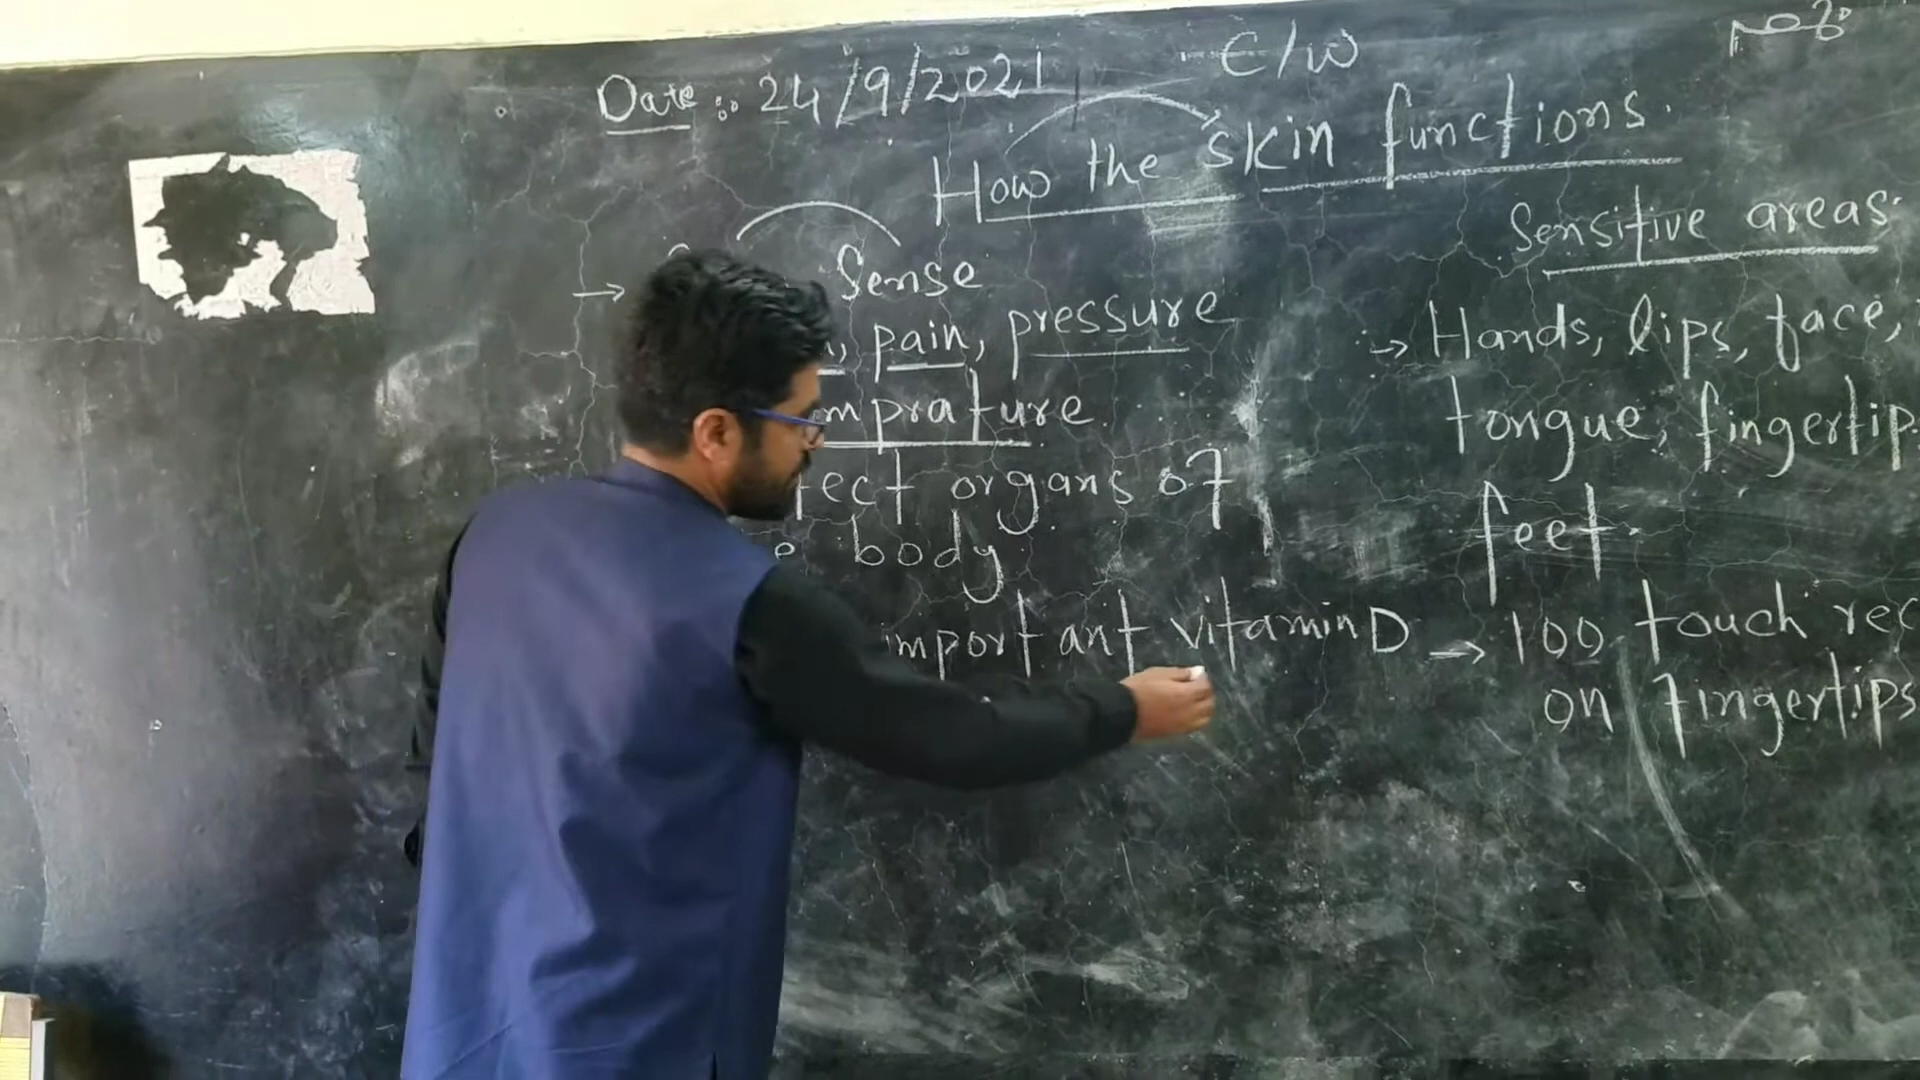 Date :: 24/9/2021
C/W
How the skin functions.
→ Sense
pain, pressure
mprature
tect organs of
e body
important vitamin D
Sensitive areas.
→ Hands, lips, face,
tongue, fingertip
feet.
→ 100 touch rec
on fingertips